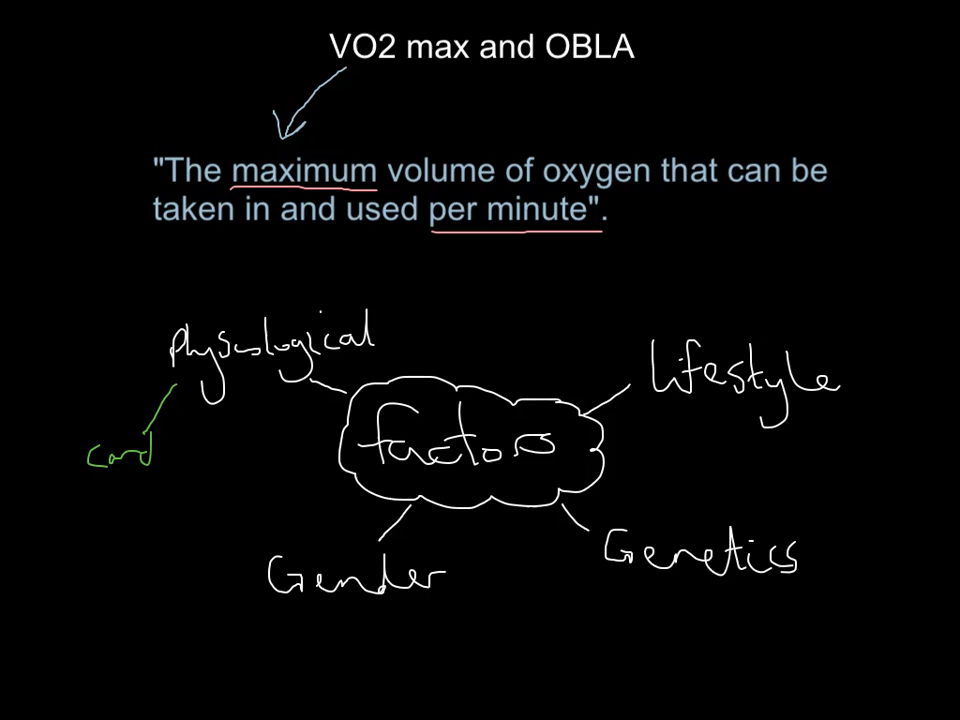 VO2 max and OBLA
"The maximum volume of oxygen that can be
taken in and used per minute".
Physiological
Lifestyle
factors
card
Gender
Genetics